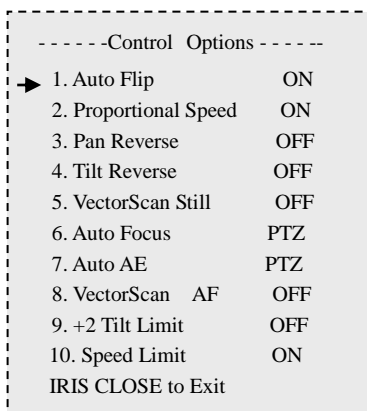 - - - - - -Control Options - - - - --
1. Auto Flip ON
2. Proportional Speed ON
3. Pan Reverse OFF
4. Tilt Reverse OFF
5. VectorScan Still OFF
6. Auto Focus PTZ
7. Auto AE PTZ
8. VectorScan AF OFF
9. +2 Tilt Limit OFF
10. Speed Limit ON
IRIS CLOSE to Exit